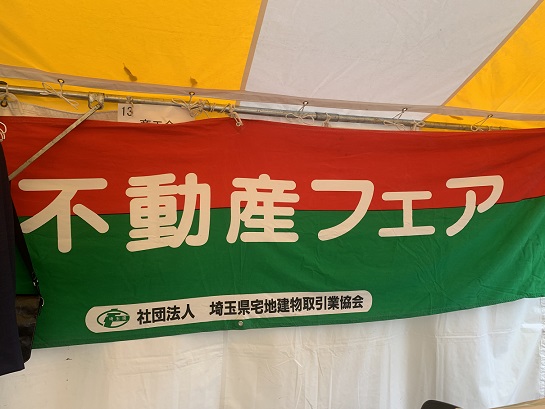 13
不動産フェア
社団法人 埼玉県宅地建物取引業協会